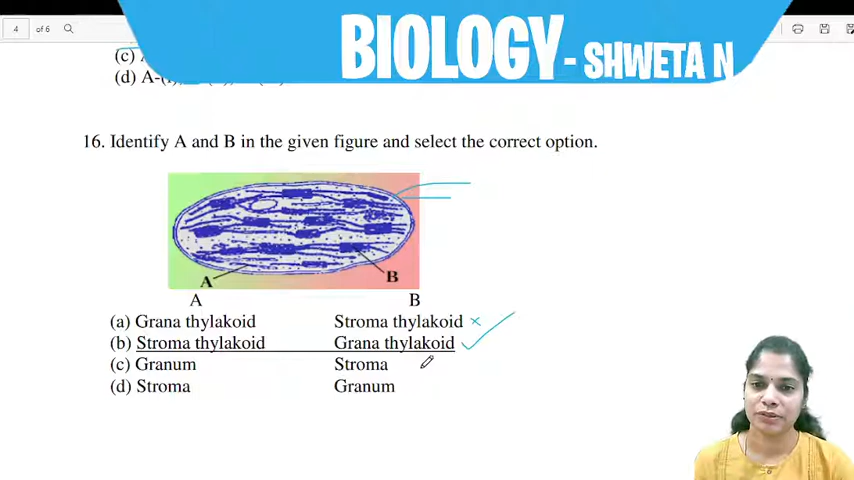 4 of 6
BIOLOGY- SHWETA N
(c)
(d) A-(
16. Identify A and B in the given figure and select the correct option.
A
B
A B
(a) Grana thylakoid Stroma thylakoid ×
(b) Stroma thylakoid Grana thylakoid ✓
(c) Granum Stroma
(d) Stroma Granum